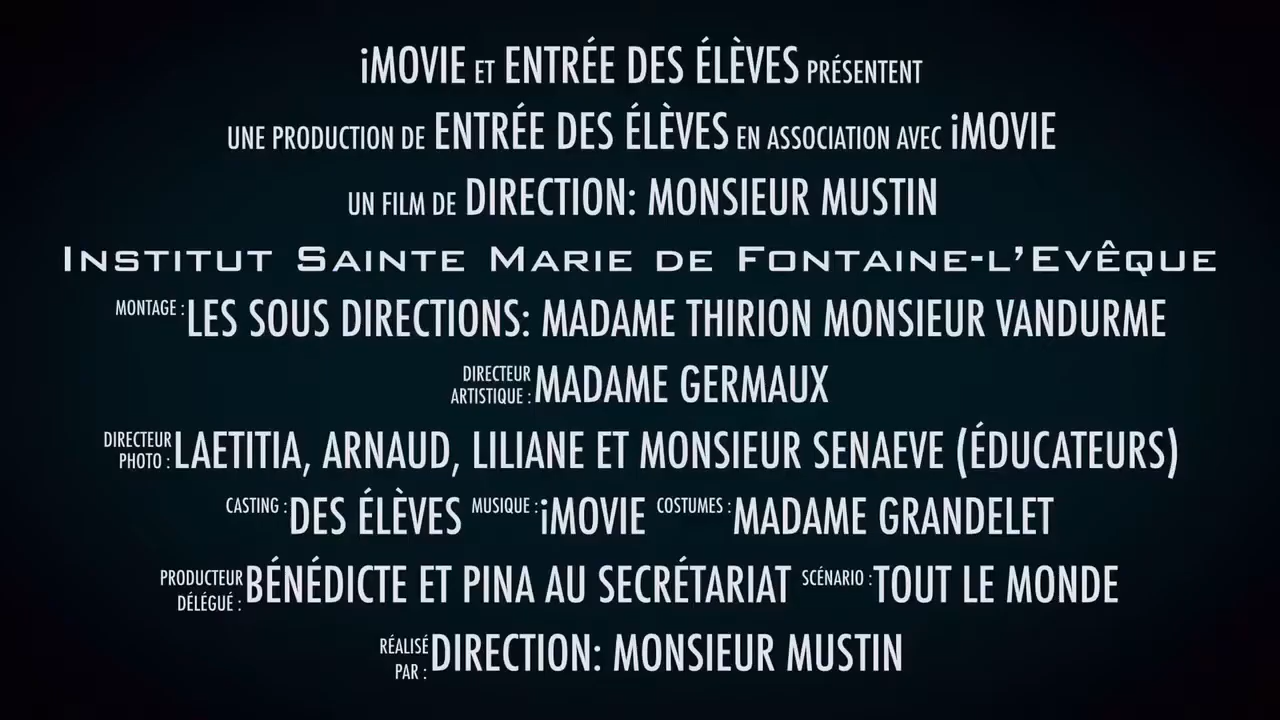 iMOVIE ET ENTRÉE DES ÉLÈVES PRÉSENTENT
UNE PRODUCTION DE ENTRÉE DES ÉLÈVES EN ASSOCIATION AVEC iMOVIE
UN FILM DE DIRECTION: MONSIEUR MUSTIN
INSTITUT SAINTE MARIE DE FONTAINE-L'EVÊQUE
MONTAGE : LES SOUS DIRECTIONS: MADAME THIRION MONSIEUR VANDURME
DIRECTEUR ARTISTIQUE : MADAME GERMAUX
DIRECTEUR PHOTO : LAETITIA, ARNAUD, LILIANE ET MONSIEUR SENAEVE (ÉDUCATEURS)
CASTING : DES ÉLÈVES MUSIQUE : iMOVIE COSTUMES : MADAME GRANDELET
PRODUCTEUR DÉLÉGUÉ : BÉNÉDICTE ET PINA AU SECRÉTARIAT SCÉNARIO : TOUT LE MONDE
RÉALISÉ PAR : DIRECTION: MONSIEUR MUSTIN